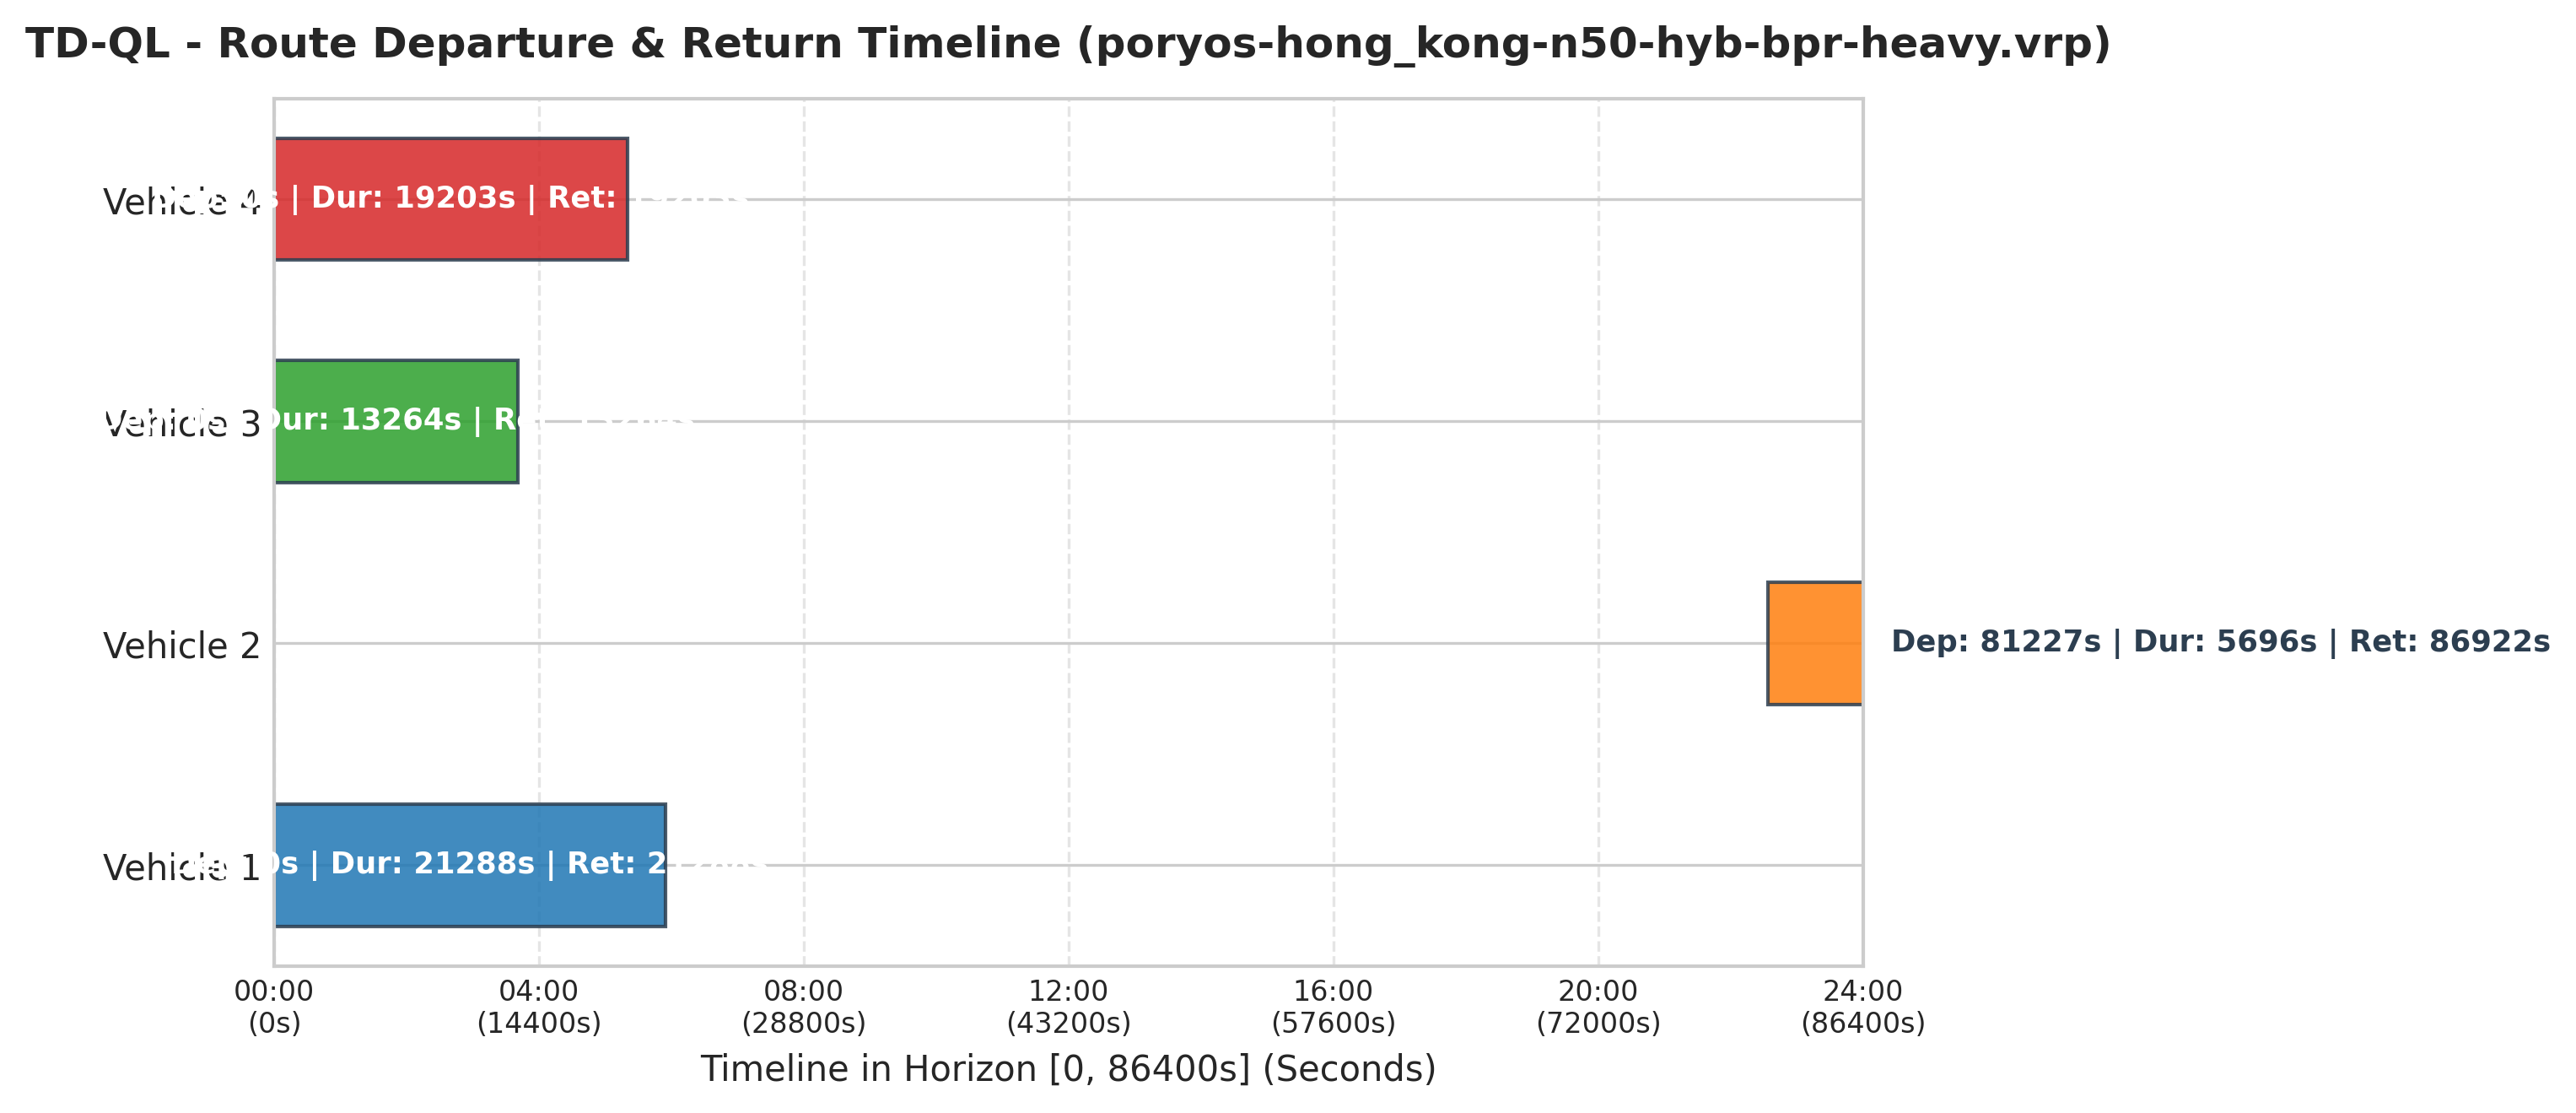 TD-QL - Route Departure & Return Timeline (poryos-hong_kong-n50-hyb-bpr-heavy.vrp)
Vehicle 4
0s | Dur: 19203s | Ret:
Vehicle 3
Dur: 13264s |
Vehicle 2
Dep: 81227s | Dur: 5696s | Ret: 86922s
Vehicle 1
0s | Dur: 21288s | Ret:
00:00 04:00 08:00 12:00 16:00 20:00 24:00
(0s) (14400s) (28800s) (43200s) (57600s) (72000s) (86400s)
Timeline in Horizon [0, 86400s] (Seconds)